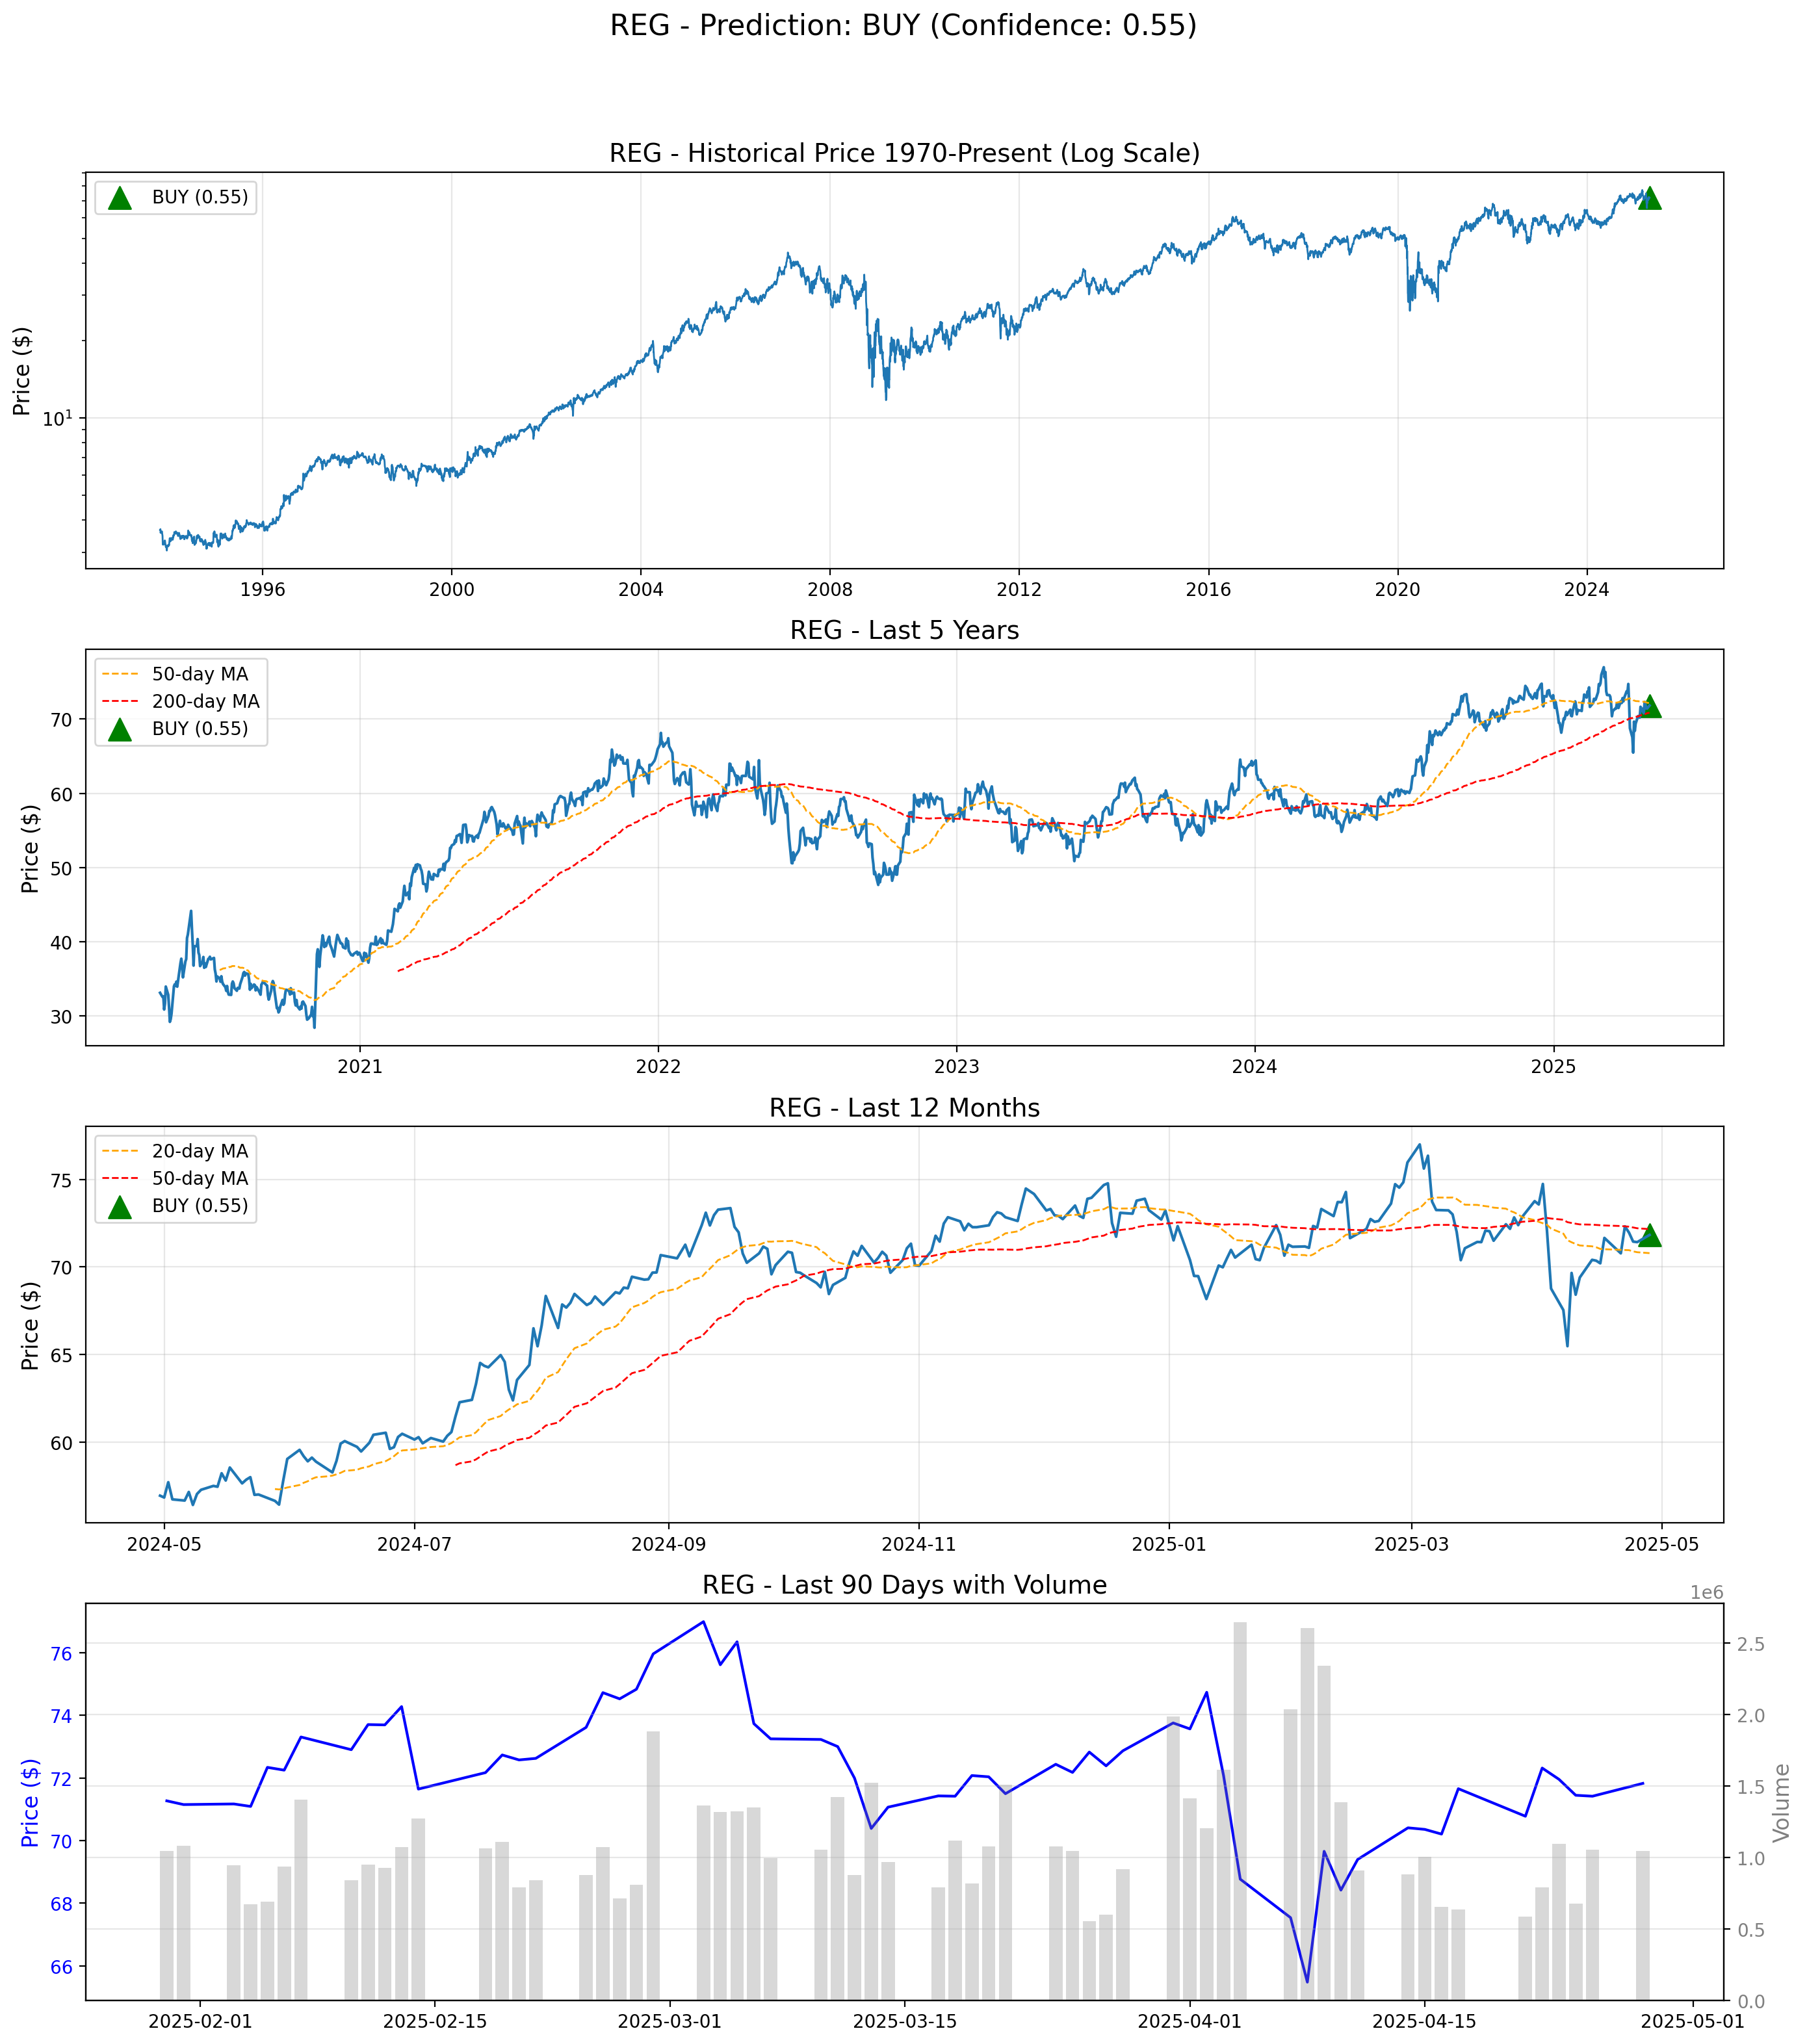 REG - Prediction: BUY (Confidence: 0.55)
REG - Historical Price 1970-Present (Log Scale)
BUY (0.55)
Price ($)
10¹
1996 2000 2004 2008 2012 2016 2020 2024
REG - Last 5 Years
50-day MA
200-day MA
BUY (0.55)
Price ($)
70
60
50
40
30
2021 2022 2023 2024 2025
REG - Last 12 Months
20-day MA
50-day MA
BUY (0.55)
Price ($)
75
70
65
60
2024-05 2024-07 2024-09 2024-11 2025-01 2025-03 2025-05
REG - Last 90 Days with Volume
1e6
Price ($)
76
74
72
70
68
66
2.5
2.0
1.5
1.0
0.5
0.0
Volume
2025-02-01 2025-02-15 2025-03-01 2025-03-15 2025-04-01 2025-04-15 2025-05-01